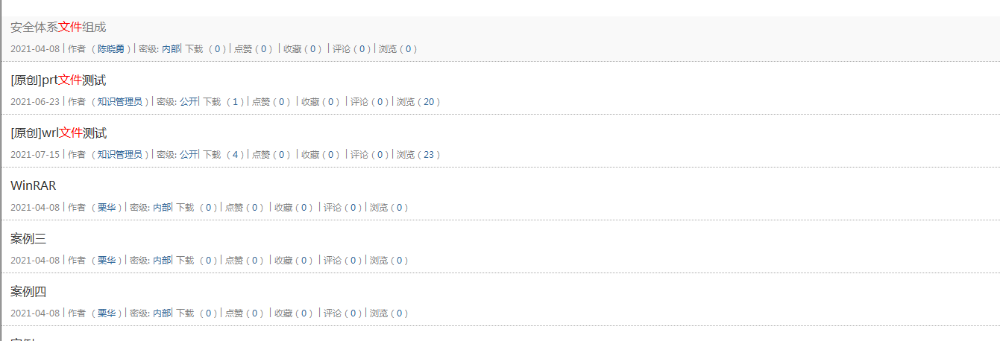 安全体系文件组成
2021-04-08 | 作者 （陈晓勇）| 密级: 内部| 下载 （0）| 点赞（0） | 收藏（0） | 评论（0）| 浏览（0）
[原创]prt文件测试
2021-06-23 | 作者 （知识管理员）| 密级: 公开| 下载 （1）| 点赞（0） | 收藏（0） | 评论（0）| 浏览（20）
[原创]wrl文件测试
2021-07-15 | 作者 （知识管理员）| 密级: 公开| 下载 （4）| 点赞（0） | 收藏（0） | 评论（0）| 浏览（23）
WinRAR
2021-04-08 | 作者 （栗华）| 密级: 内部| 下载 （0）| 点赞（0） | 收藏（0） | 评论（0）| 浏览（0）
案例三
2021-04-08 | 作者 （栗华）| 密级: 内部| 下载 （0）| 点赞（0） | 收藏（0） | 评论（0）| 浏览（0）
案例四
2021-04-08 | 作者 （栗华）| 密级: 内部| 下载 （0）| 点赞（0） | 收藏（0） | 评论（0）| 浏览（0）